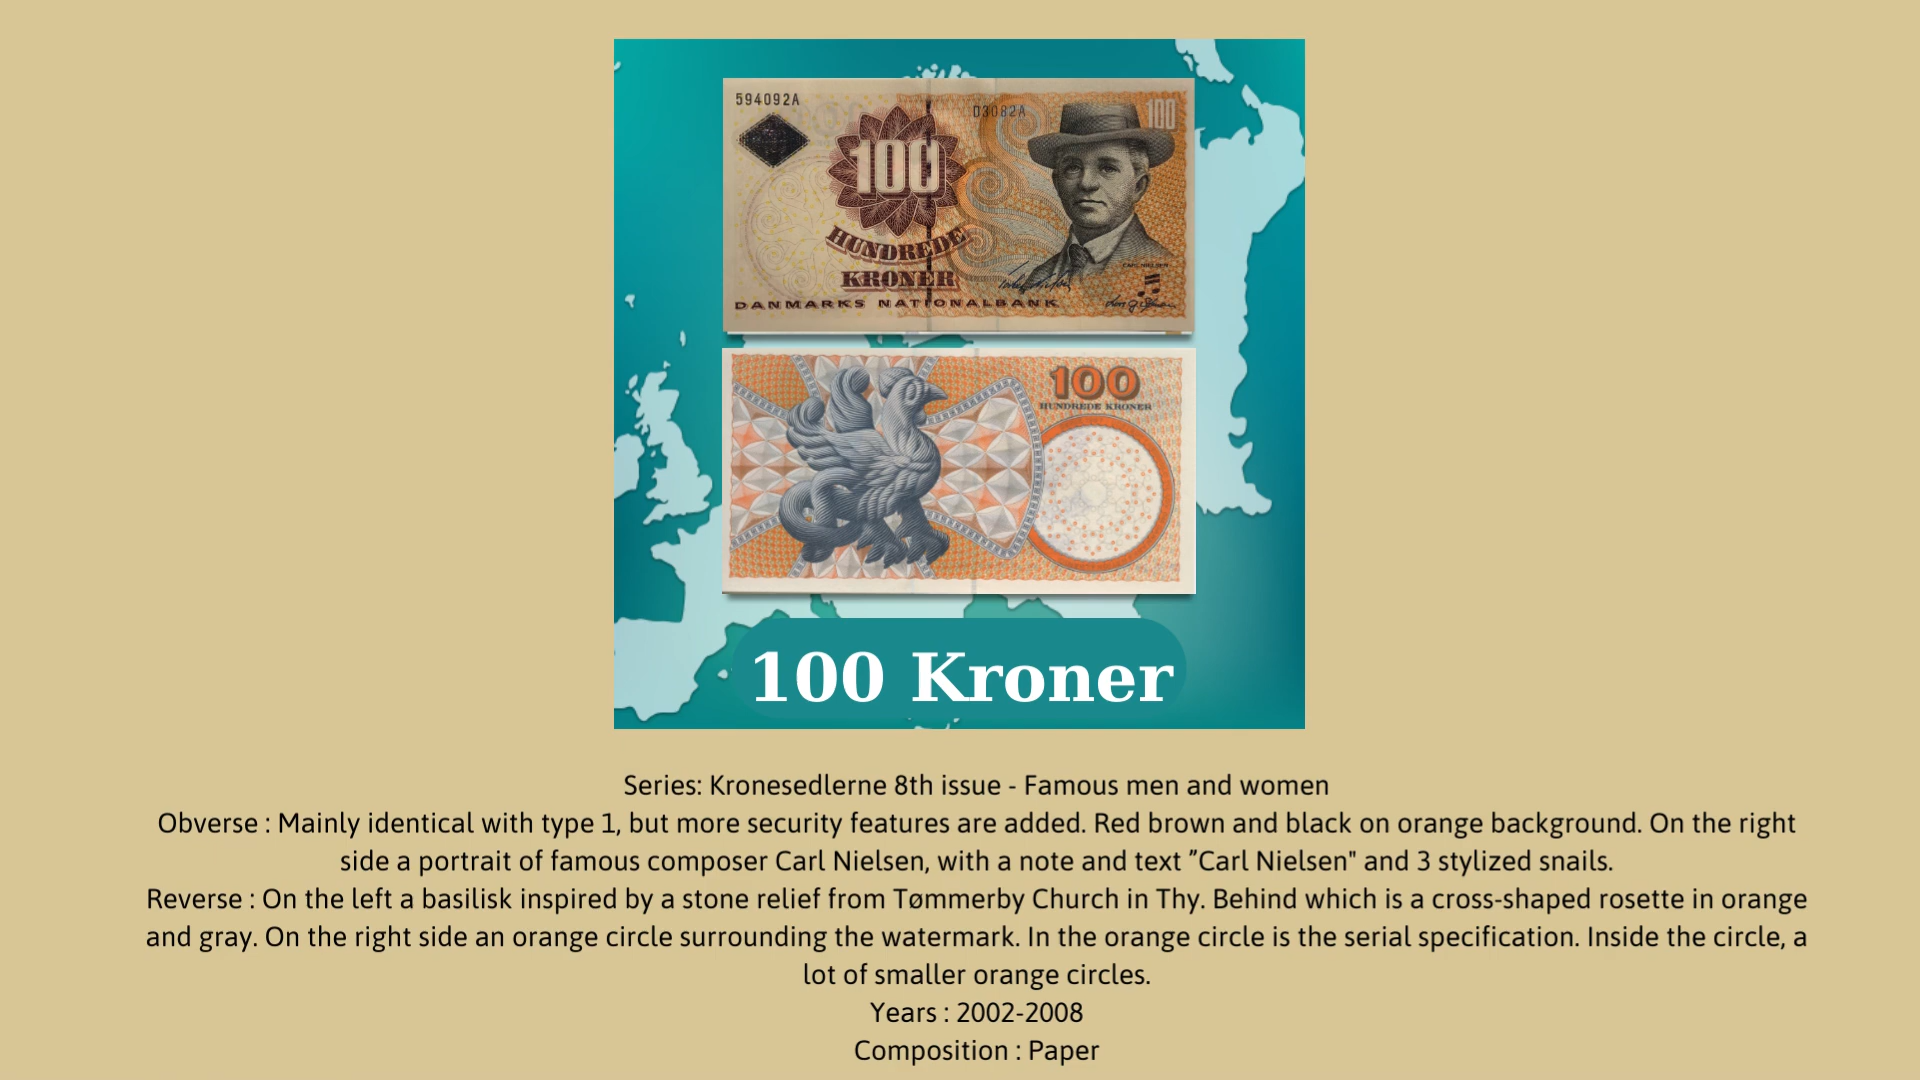 594092A
D3082A
100
100
HUNDREDE
KRONER
CARL NIELSEN
DANMARKS NATIONALBANK
100
HUNDREDE KRONER
100 Kroner
Series: Kronesedlerne 8th issue - Famous men and women
Obverse : Mainly identical with type 1, but more security features are added. Red brown and black on orange background. On the right
side a portrait of famous composer Carl Nielsen, with a note and text ”Carl Nielsen" and 3 stylized snails.
Reverse : On the left a basilisk inspired by a stone relief from Tømmerby Church in Thy. Behind which is a cross-shaped rosette in orange
and gray. On the right side an orange circle surrounding the watermark. In the orange circle is the serial specification. Inside the circle, a
lot of smaller orange circles.
Years : 2002-2008
Composition : Paper